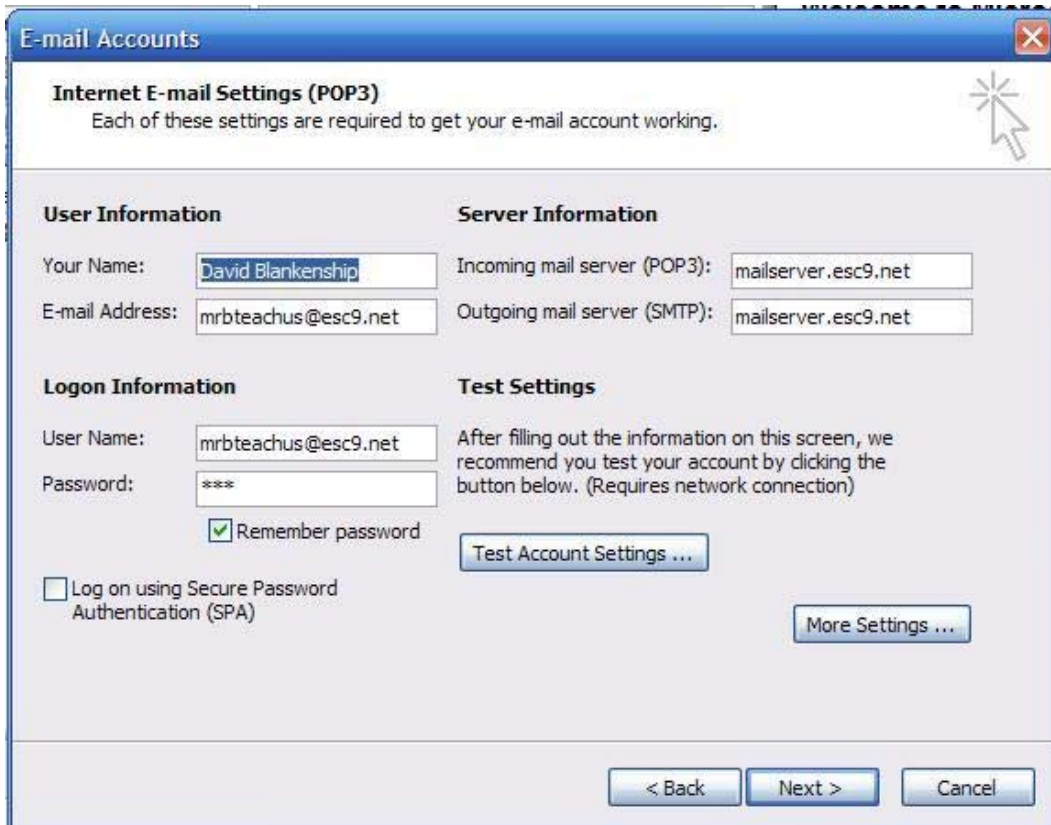 E-mail Accounts
Internet E-mail Settings (POP3)
Each of these settings are required to get your e-mail account working.
User Information
Your Name: David Blankenship
E-mail Address: mrbteachus@esc9.net
Server Information
Incoming mail server (POP3): mailserver.esc9.net
Outgoing mail server (SMTP): mailserver.esc9.net
Logon Information
User Name: mrbteachus@esc9.net
Password: ***
Remember password
Log on using Secure Password
Authentication (SPA)
Test Settings
After filling out the information on this screen, we
recommend you test your account by clicking the
button below. (Requires network connection)
Test Account Settings ...
More Settings ...
< Back Next > Cancel